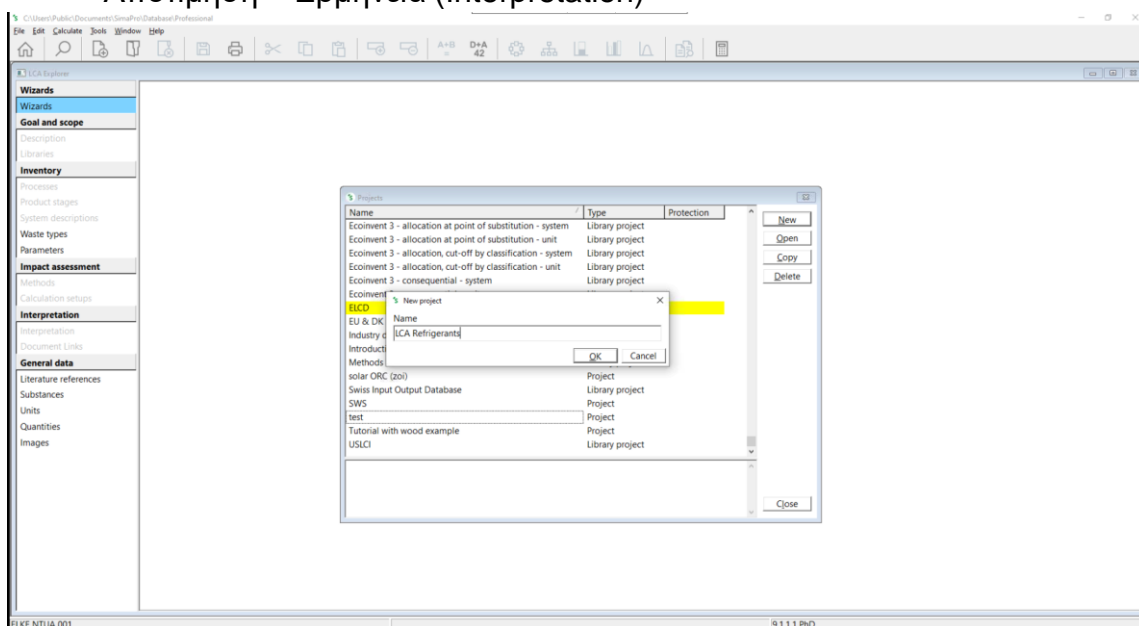 (Interpretation)
C:\Users\Public\Documents\SimaPro\Database\Professional
File Edit Calculate Tools Window Help
A+B
=
D+A
42
LCA Explorer
Wizards
Wizards
Goal and scope
Description
Libraries
Inventory
Processes
Product stages
System descriptions
Waste types
Parameters
Impact assessment
Methods
Calculation setups
Interpretation
Interpretation
Document Links
General data
Literature references
Substances
Units
Quantities
Images
Projects
Name Type Protection
Ecoinvent 3 - allocation at point of substitution - system Library project
Ecoinvent 3 - allocation at point of substitution - unit Library project
Ecoinvent 3 - allocation, cut-off by classification - system Library project
Ecoinvent 3 - allocation, cut-off by classification - unit Library project
Ecoinvent 3 - consequential - system Library project
ELCD
EU & DK
Methods
solar ORC (zoi) Project
Swiss Input Output Database Library project
SWS Project
test Project
Tutorial with wood example Project
USLCI Library project
New
Open
Copy
Delete
Close
New project
Name
LCA Refrigerants
OK Cancel
ELKE NTUA 001
9.1.1.1 PhD